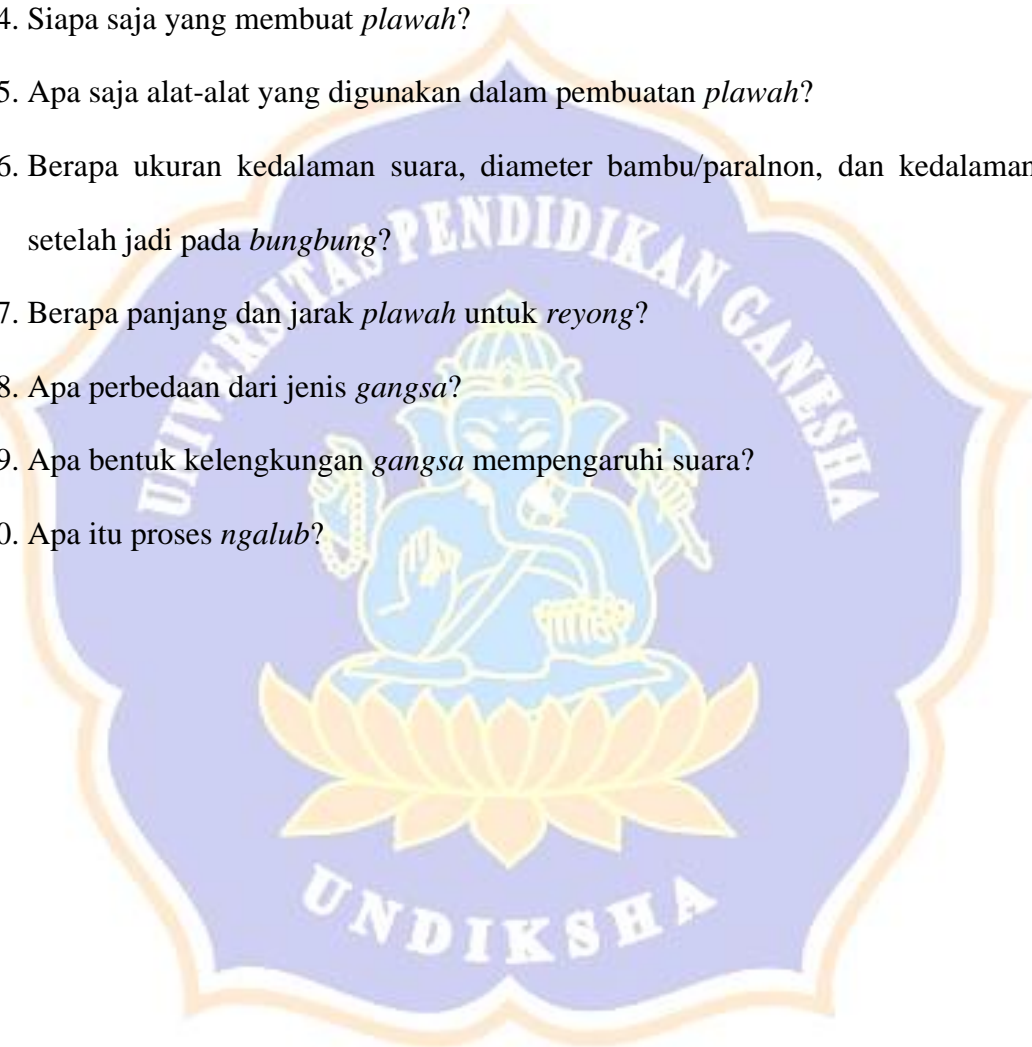 4. Siapa saja yang membuat plawah?
5. Apa saja alat-alat yang digunakan dalam pembuatan plawah?
6. Berapa ukuran kedalaman suara, diameter bambu/paralnon, dan kedalaman
setelah jadi pada bungbung?
7. Berapa panjang dan jarak plawah untuk reyong?
8. Apa perbedaan dari jenis gangsa?
9. Apa bentuk kelengkungan gangsa mempengaruhi suara?
0. Apa itu proses ngalub?
UNIVERSITAS PENDIDIKAN GANESHA
UNDIKSHA